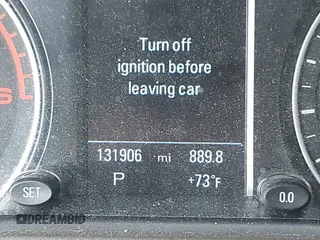 Turn off
ignition before
leaving car
131906 mi 889.8
P +73°F
SET 0.0
DREAMBID